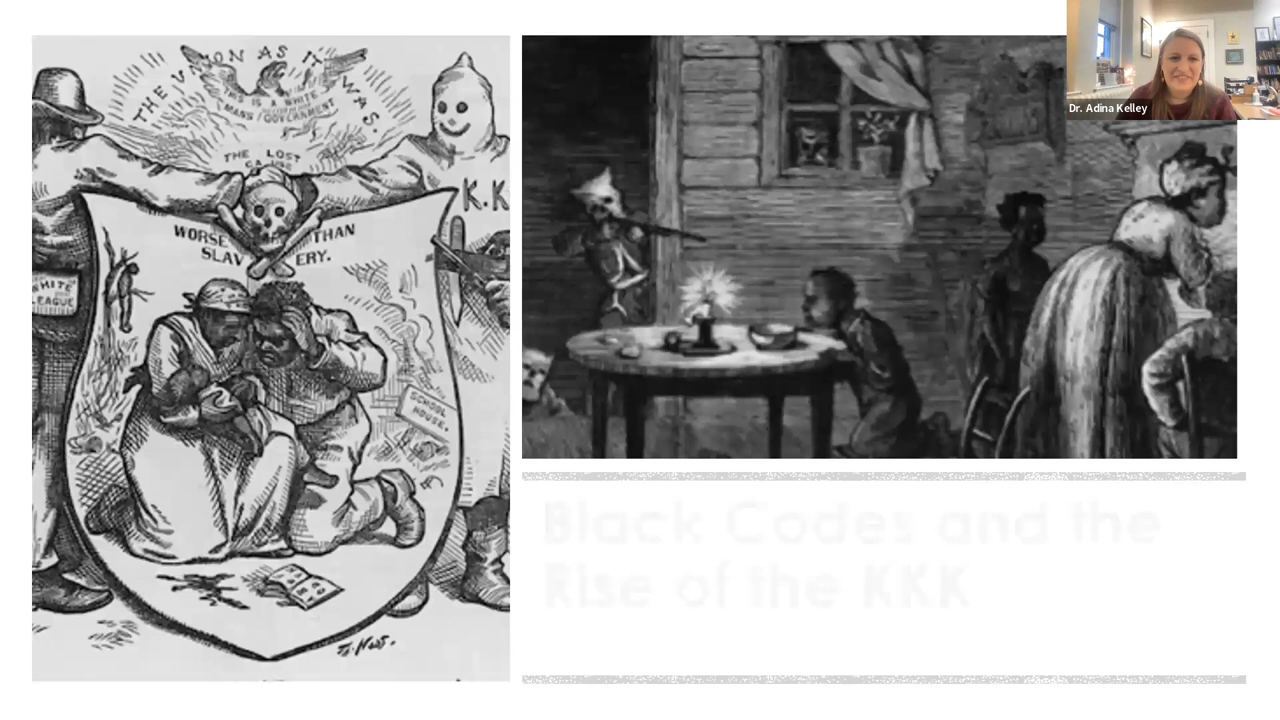 THE UNION AS IT WAS.
THIS IS A WHITE
MANS GOVERNMENT
THE LOST
CAUSE
K.K
WORSE THAN
SLAVERY.
WHITE
LEAGUE
SCHOOL
HOUSE.
Th. Nast.
Dr. Adina Kelley
Black Codes and the
Rise of the KKK